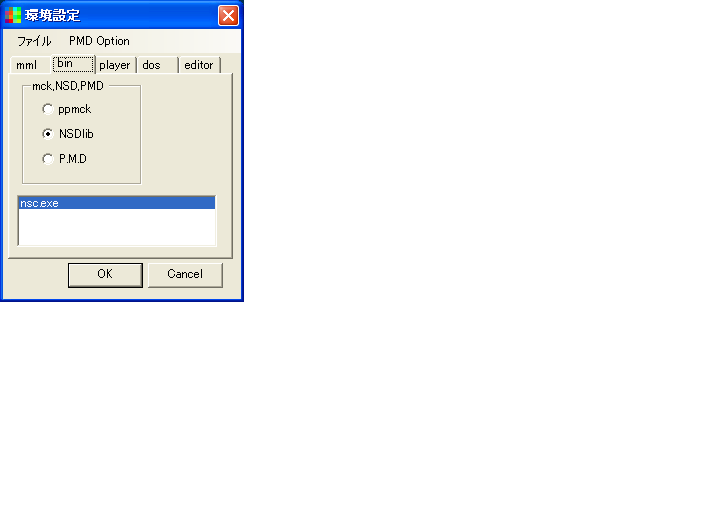 環境設定
ファイル PMD Option
mml bin player dos editor
mck,NSD,PMD
ppmck
NSDlib
P.M.D
nsc.exe
OK Cancel